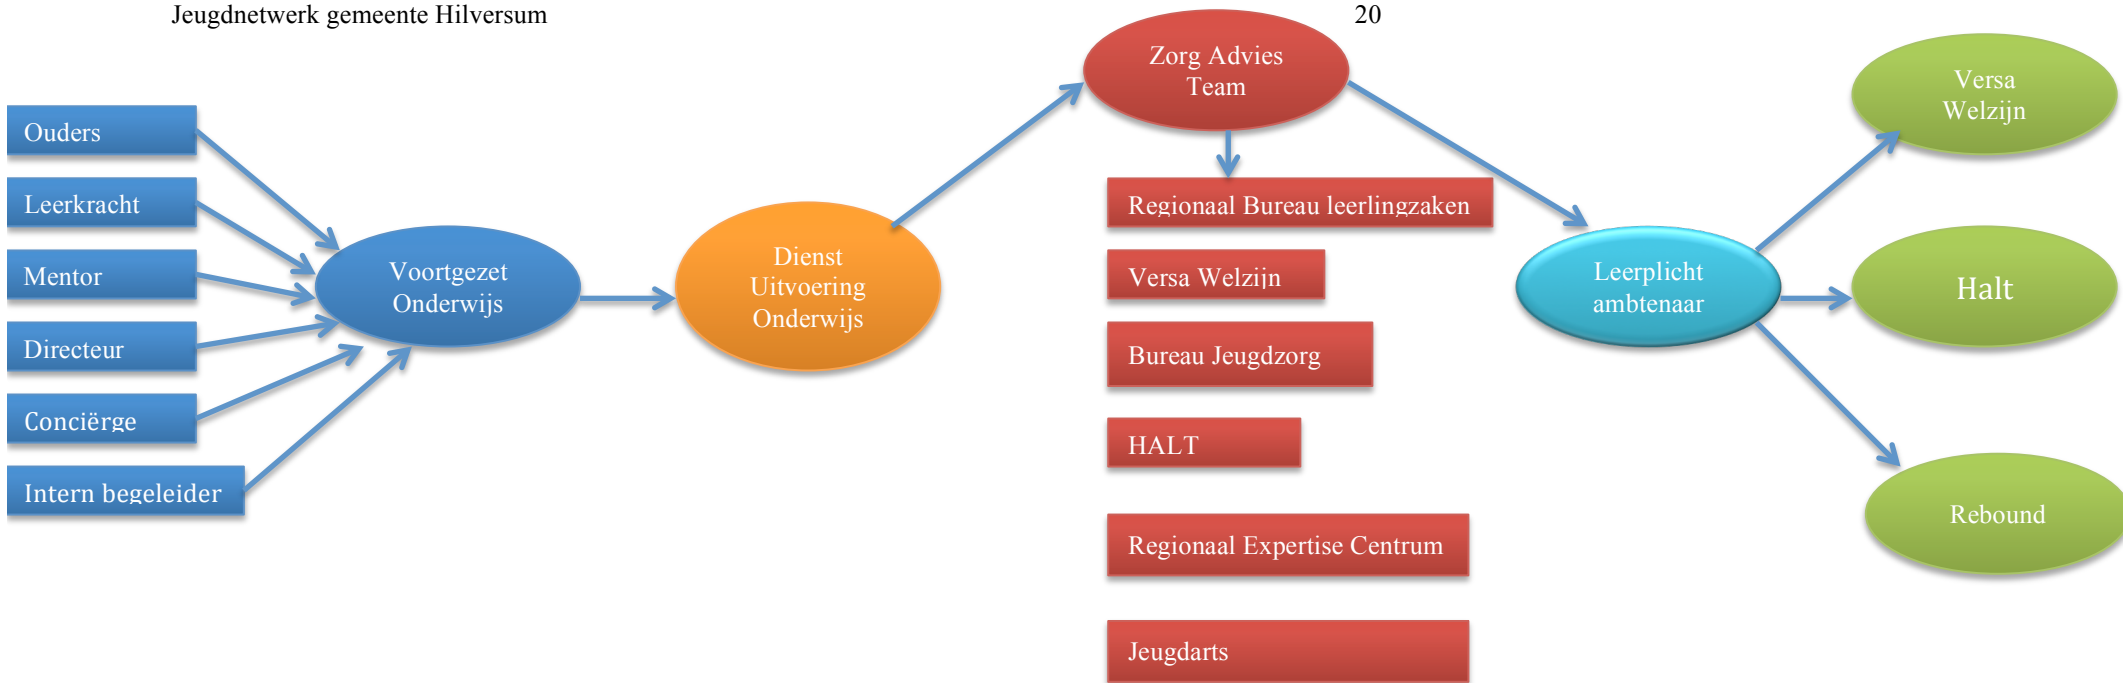 Jeugdnetwerk gemeente Hilversum
20
Ouders
Leerkracht
Mentor
Directeur
Conciërge
Intern begeleider
Voortgezet
Onderwijs
Dienst
Uitvoering
Onderwijs
Zorg Advies
Team
Regionaal Bureau leerlingzaken
Versa Welzijn
Bureau Jeugdzorg
HALT
Regionaal Expertise Centrum
Jeugdarts
Leerplicht
ambtenaar
Versa
Welzijn
Halt
Rebound